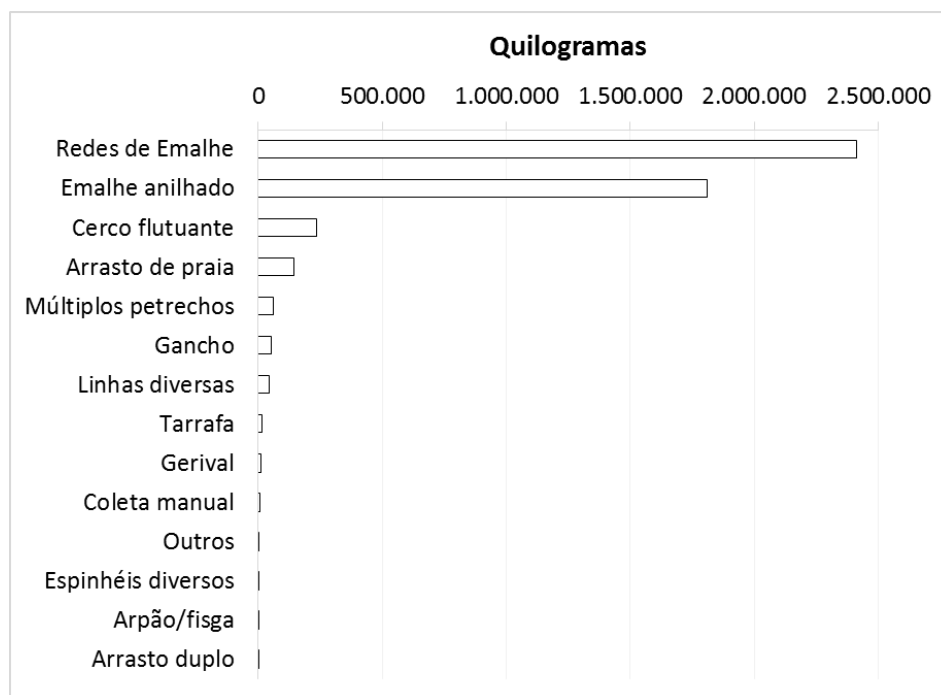 Quilogramas
0 500.000 1.000.000 1.500.000 2.000.000 2.500.000
Redes de Emalhe
Emalhe anilhado
Cerco flutuante
Arrasto de praia
Múltiplos petrechos
Gancho
Linhas diversas
Tarrafa
Gerival
Coleta manual
Outros
Espinhéis diversos
Arpão/fisga
Arrasto duplo